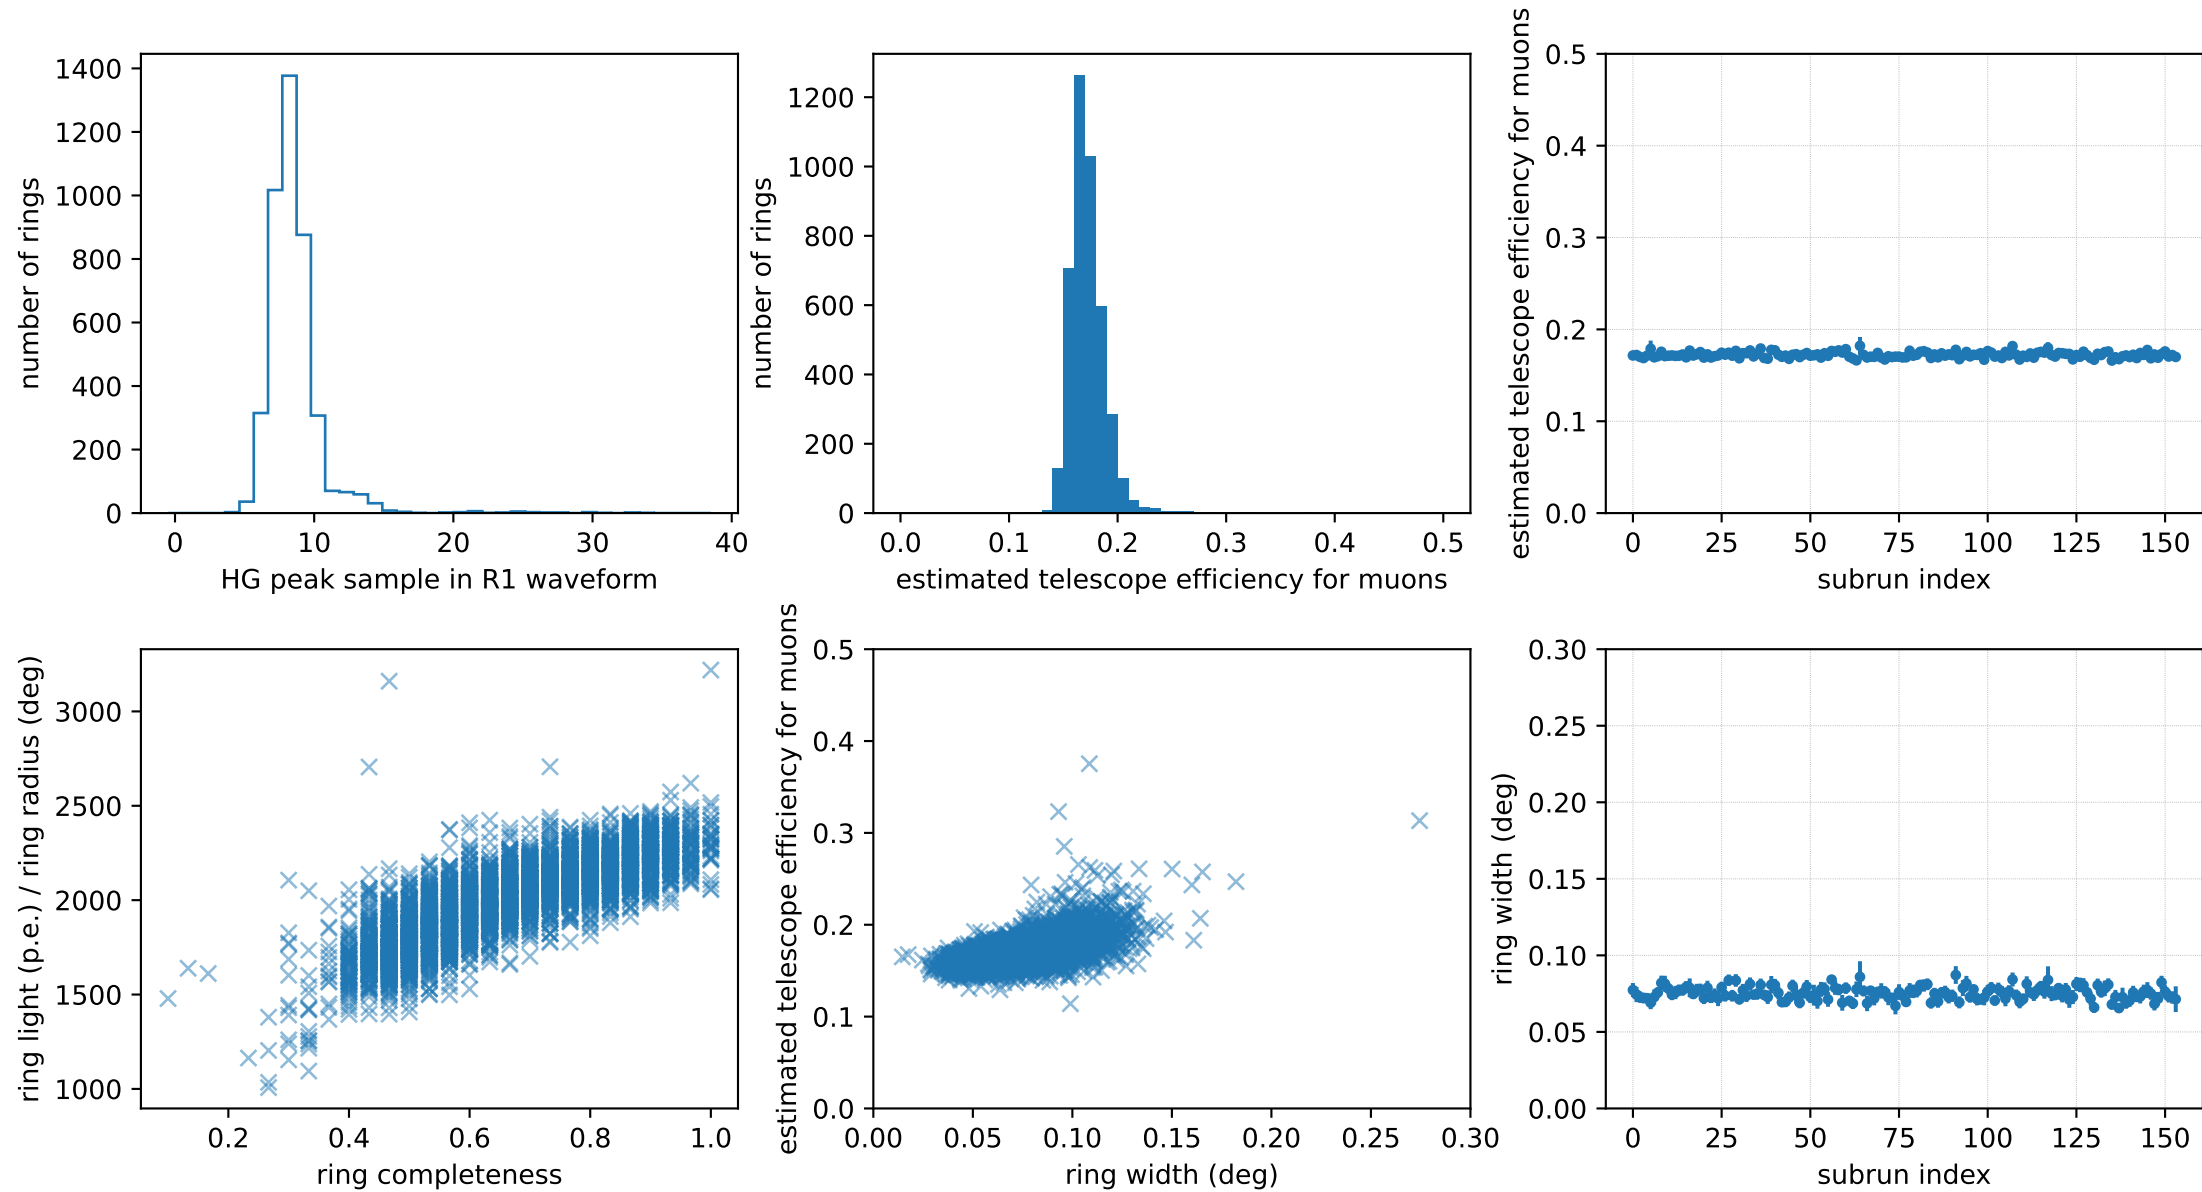 number of rings
1400
1200
1000
800
600
400
200
0
0 10 20 30 40
HG peak sample in R1 waveform
number of rings
1200
1000
800
600
400
200
0
0.0 0.1 0.2 0.3 0.4 0.5
estimated telescope efficiency for muons
estimated telescope efficiency for muons
0.5
0.4
0.3
0.2
0.1
0.0
0 25 50 75 100 125 150
subrun index
ring light (p.e.) / ring radius (deg)
3000
2500
2000
1500
1000
0.2 0.4 0.6 0.8 1.0
ring completeness
estimated telescope efficiency for muons
0.5
0.4
0.3
0.2
0.1
0.0
0.00 0.05 0.10 0.15 0.20 0.25 0.30
ring width (deg)
ring width (deg)
0.30
0.25
0.20
0.15
0.10
0.05
0.00
0 25 50 75 100 125 150
subrun index